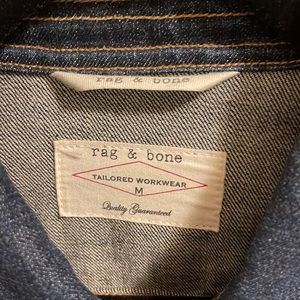 rag & bone
rag & bone
TAILORED WORKWEAR
M
Quality Guaranteed